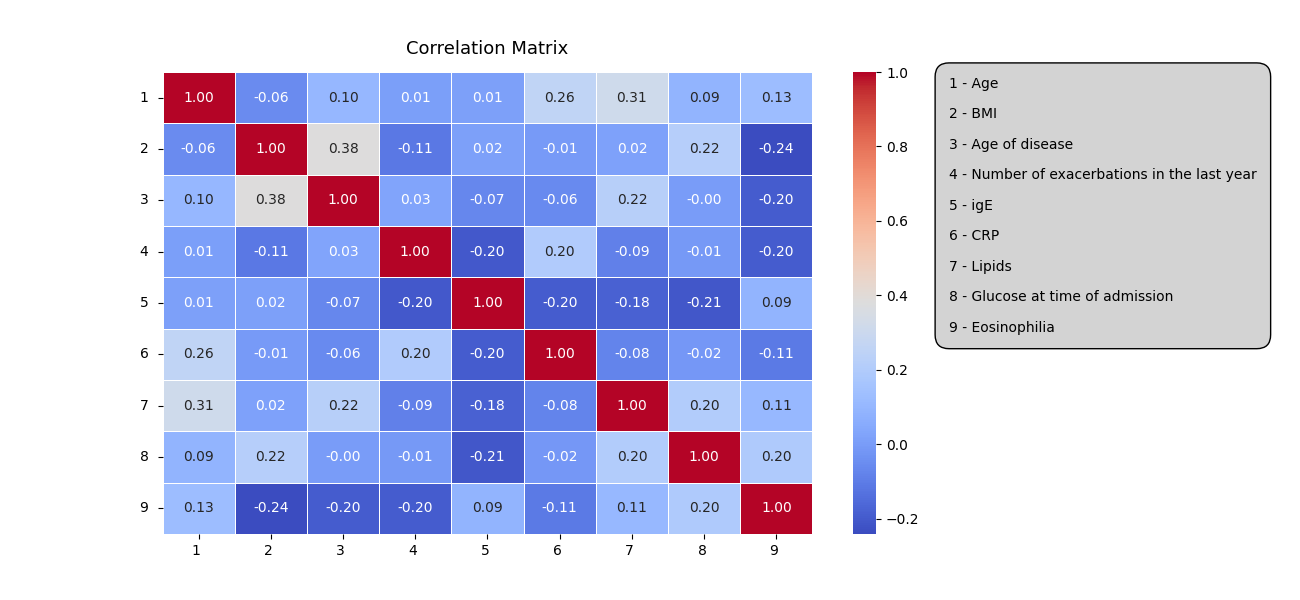 Correlation Matrix
1 1.00 -0.06 0.10 0.01 0.01 0.26 0.31 0.09 0.13
2 -0.06 1.00 0.38 -0.11 0.02 -0.01 0.02 0.22 -0.24
3 0.10 0.38 1.00 0.03 -0.07 -0.06 0.22 -0.00 -0.20
4 0.01 -0.11 0.03 1.00 -0.20 0.20 -0.09 -0.01 -0.20
5 0.01 0.02 -0.07 -0.20 1.00 -0.20 -0.18 -0.21 0.09
6 0.26 -0.01 -0.06 0.20 -0.20 1.00 -0.08 -0.02 -0.11
7 0.31 0.02 0.22 -0.09 -0.18 -0.08 1.00 0.20 0.11
8 0.09 0.22 -0.00 -0.01 -0.21 -0.02 0.20 1.00 0.20
9 0.13 -0.24 -0.20 -0.20 0.09 -0.11 0.11 0.20 1.00
1 2 3 4 5 6 7 8 9
1.0
0.8
0.6
0.4
0.2
0.0
−0.2
1 - Age
2 - BMI
3 - Age of disease
4 - Number of exacerbations in the last year
5 - igE
6 - CRP
7 - Lipids
8 - Glucose at time of admission
9 - Eosinophilia